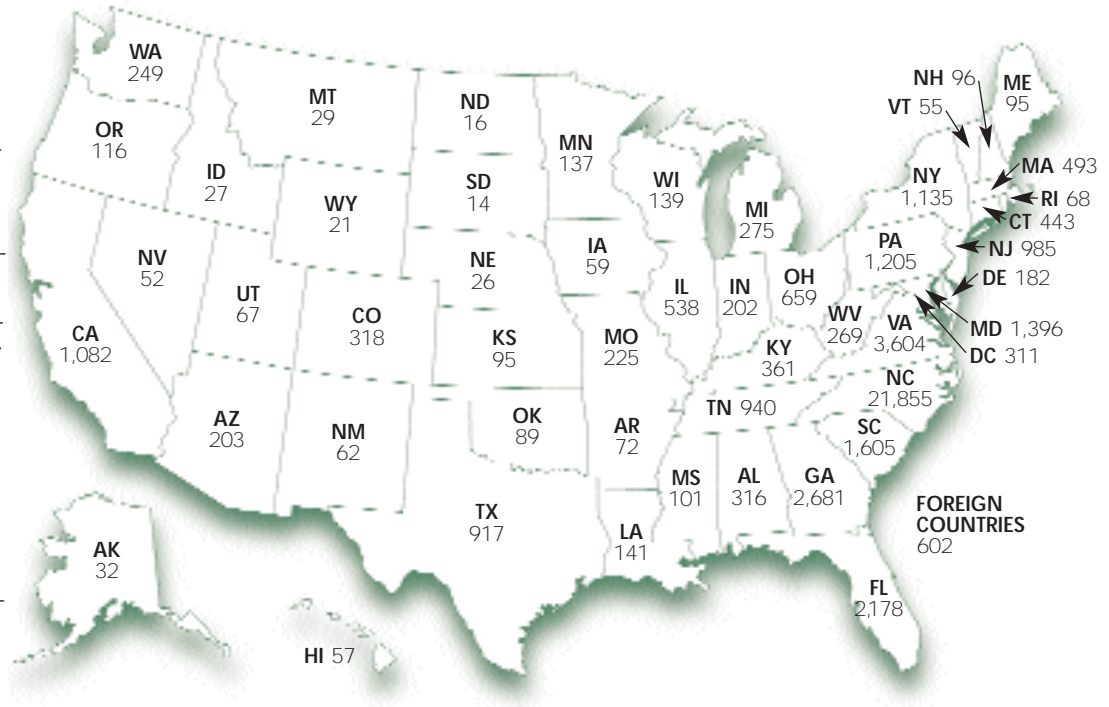 WA
249
OR
116
ID
27
MT
29
ND
16
MN
137
SD
14
WY
21
NV
52
UT
67
CA
1,082
CO
318
NE
26
IA
59
WI
139
MI
275
IL
538
IN
202
OH
659
KS
95
MO
225
KY
361
WV
269
VA
3,604
PA
1,205
NY
1,135
VT 55
NH 96
ME
95
MA 493
RI 68
CT 443
NJ 985
DE 182
MD 1,396
DC 311
NC
21,855
SC
1,605
TN 940
AZ
203
NM
62
OK
89
AR
72
TX
917
LA
141
MS
101
AL
316
GA
2,681
FL
2,178
FOREIGN
COUNTRIES
602
AK
32
HI 57